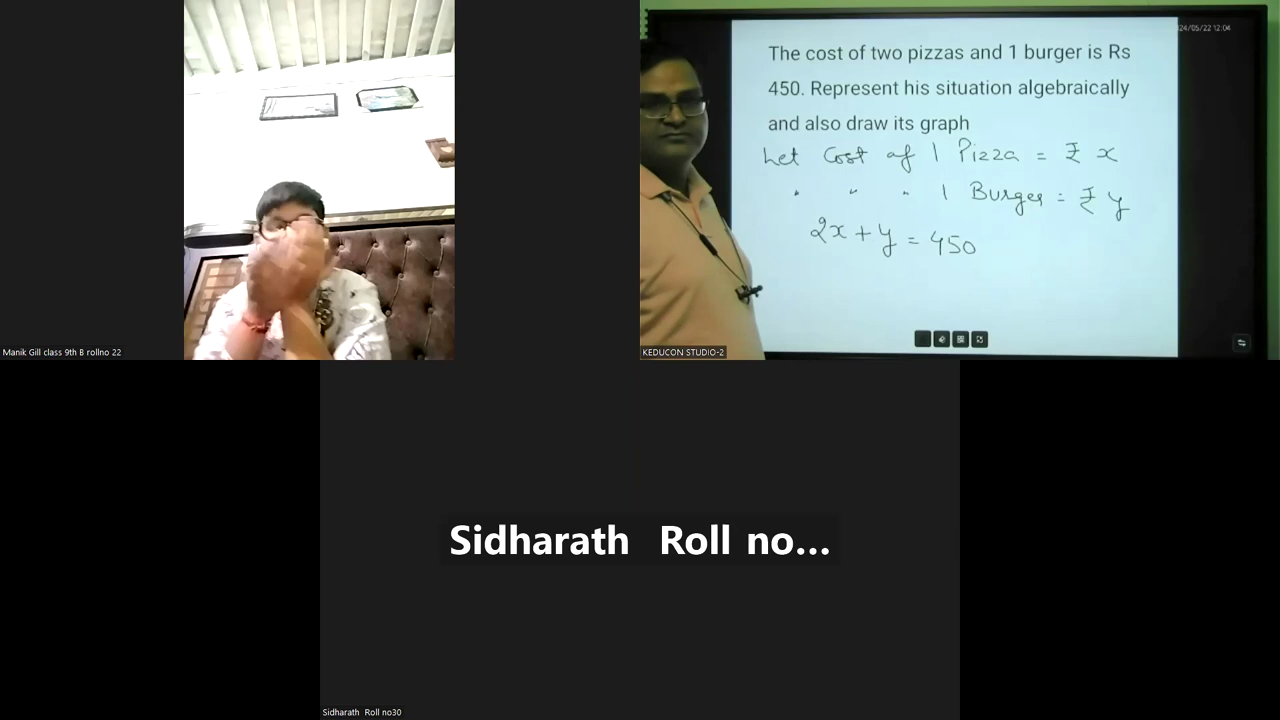 24/05/22 12:04
The cost of two pizzas and 1 burger is Rs
450. Represent his situation algebraically
and also draw its graph
Let Cost of 1 Pizza = ₹ x
" " " 1 Burger = ₹ y
2x + y = 450
Manik Gill class 9th B rollno 22
KEDUCON STUDIO-2
Sidharath Roll no...
Sidharath Roll no30